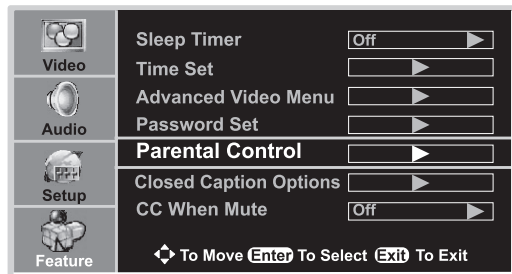 Video
Audio
Setup
Feature
Sleep Timer Off
Time Set
Advanced Video Menu
Password Set
Parental Control
Closed Caption Options
CC When Mute Off
To Move Enter To Select Exit To Exit